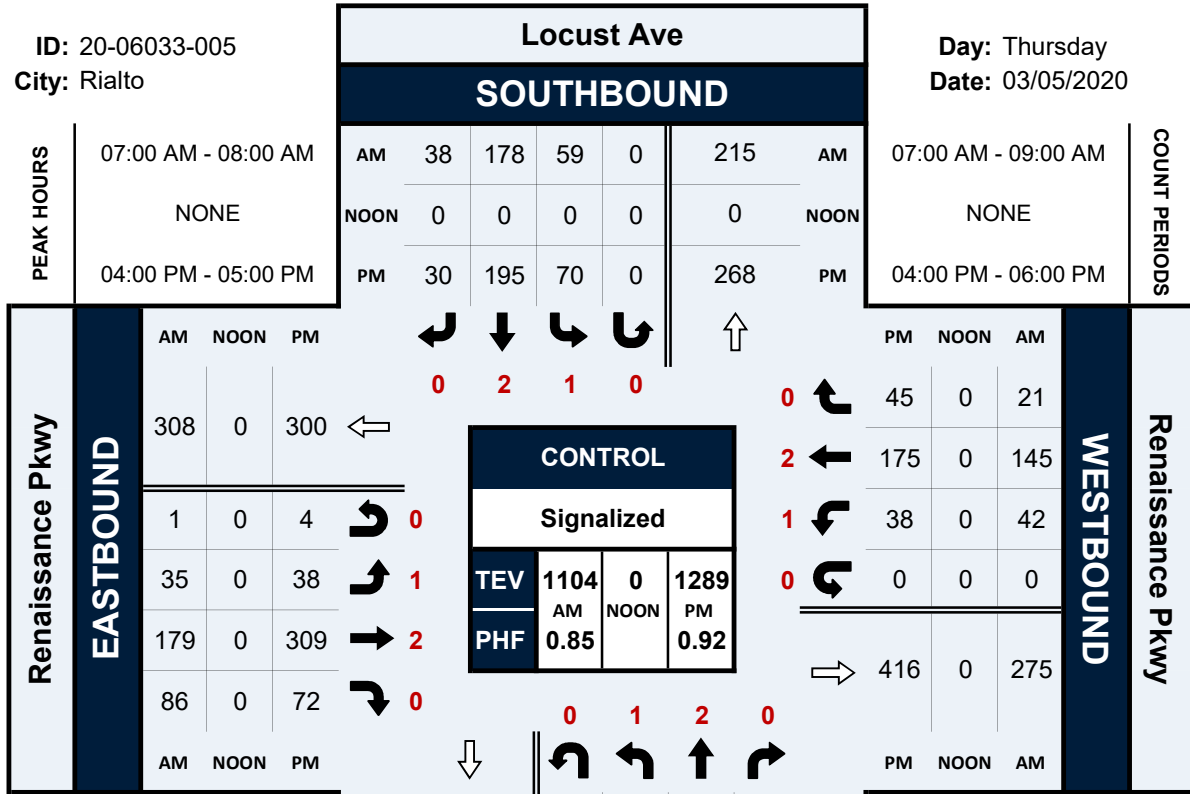 ID: 20-06033-005
City: Rialto
Locust Ave
SOUTHBOUND
Day: Thursday
Date: 03/05/2020
PEAK HOURS
07:00 AM - 08:00 AM
NONE
04:00 PM - 05:00 PM
AM 38 178 59 0 215 AM
NOON 0 0 0 0 0 NOON
PM 30 195 70 0 268 PM
07:00 AM - 09:00 AM
NONE
04:00 PM - 06:00 PM
COUNT PERIODS
0 2 1 0
Renaissance Pkwy
EASTBOUND
AM NOON PM
308 0 300
1 0 4 0
35 0 38 1
179 0 309 2
86 0 72 0
AM NOON PM
CONTROL
Signalized
TEV 1104 0 1289
AM NOON PM
PHF 0.85 0.92
PM NOON AM
0 45 0 21
2 175 0 145
1 38 0 42
0 0 0 0
416 0 275
PM NOON AM
WESTBOUND
Renaissance Pkwy
0 1 2 0